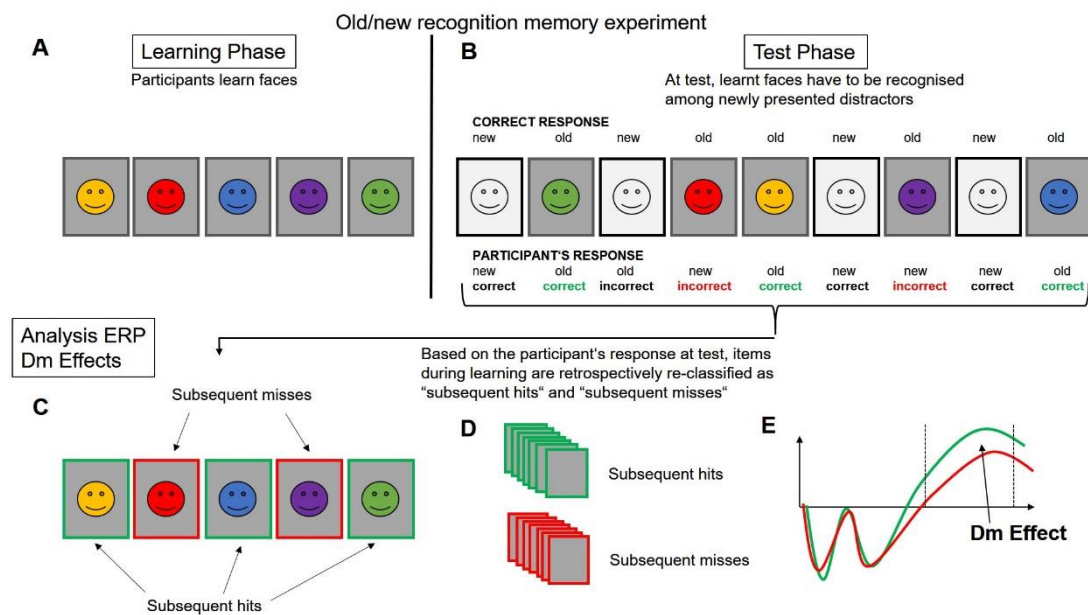 Old/new recognition memory experiment
A
Learning Phase
Participants learn faces
B
Test Phase
At test, learnt faces have to be recognised
among newly presented distractors
CORRECT RESPONSE
new old new old old new old new old
PARTICIPANT'S RESPONSE
new old old new old new new new old
correct correct incorrect incorrect correct correct incorrect correct correct
Analysis ERP
Dm Effects
Based on the participant's response at test, items
during learning are retrospectively re-classified as
“subsequent hits“ and “subsequent misses“
C
Subsequent misses
Subsequent hits
D
Subsequent hits
Subsequent misses
E
Dm Effect